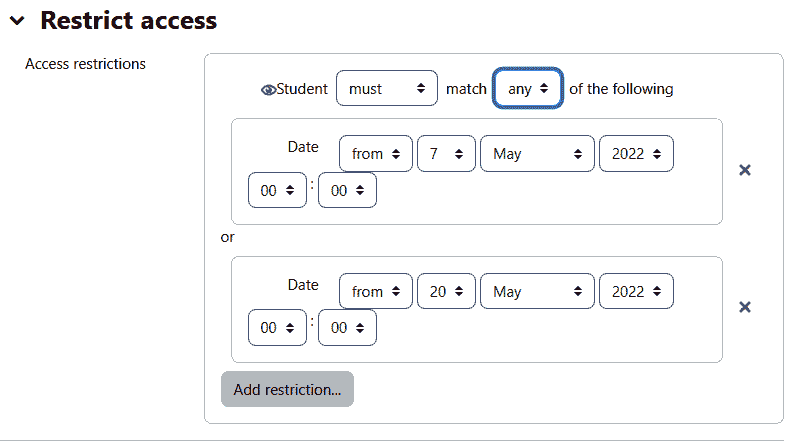 Restrict access
Access restrictions
Student must match any of the following
Date from 7 May 2022
00 : 00
or
Date from 20 May 2022
00 : 00
Add restriction...